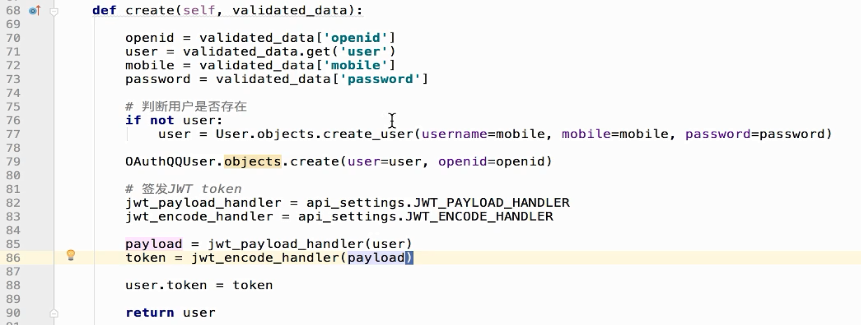 68 def create(self, validated_data):
69
70 openid = validated_data['openid']
71 user = validated_data.get('user')
72 mobile = validated_data['mobile']
73 password = validated_data['password']
74
75 # 判断用户是否存在
76 if not user:
77 user = User.objects.create_user(username=mobile, mobile=mobile, password=password)
78
79 OAuthQQUser.objects.create(user=user, openid=openid)
80
81 # 签发JWT token
82 jwt_payload_handler = api_settings.JWT_PAYLOAD_HANDLER
83 jwt_encode_handler = api_settings.JWT_ENCODE_HANDLER
84
85 payload = jwt_payload_handler(user)
86 token = jwt_encode_handler(payload)
87
88 user.token = token
89
90 return user